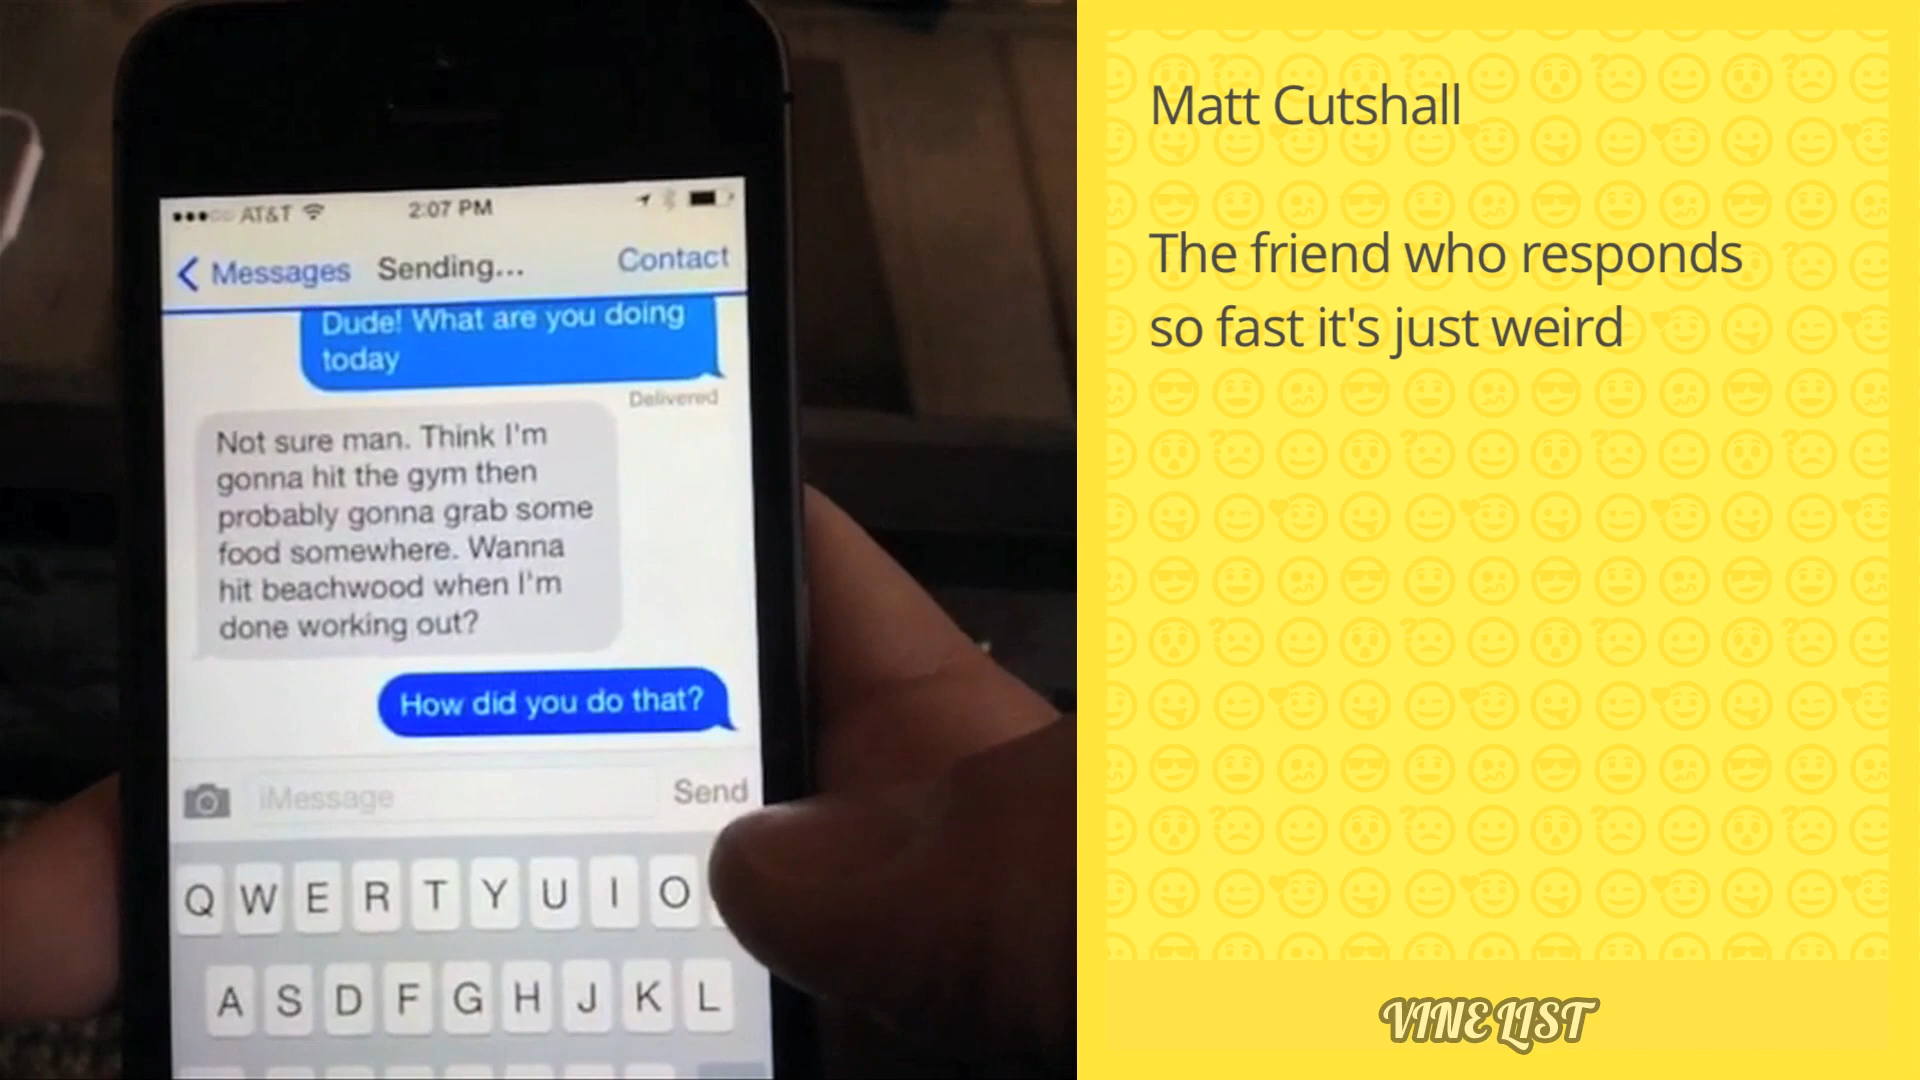 AT&T
2:07 PM
Messages
Sending...
Contact
Dude! What are you doing
today
Delivered
Not sure man. Think I'm
gonna hit the gym then
probably gonna grab some
food somewhere. Wanna
hit beachwood when I'm
done working out?
How did you do that?
iMessage
Send
Q W E R T Y U I O
A S D F G H J K L
Matt Cutshall
The friend who responds
so fast it's just weird
VINE LIST